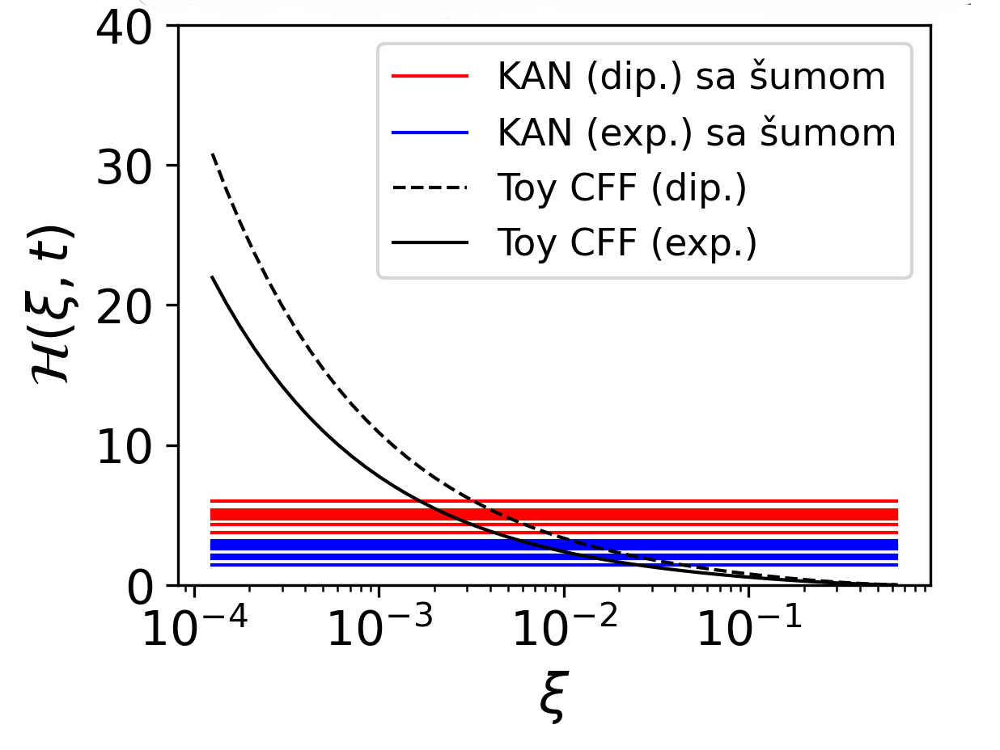 40
30
20
10
0
ℋ(ξ, t)
KAN (dip.) sa šumom
KAN (exp.) sa šumom
Toy CFF (dip.)
Toy CFF (exp.)
10⁻⁴ 10⁻³ 10⁻² 10⁻¹
ξ